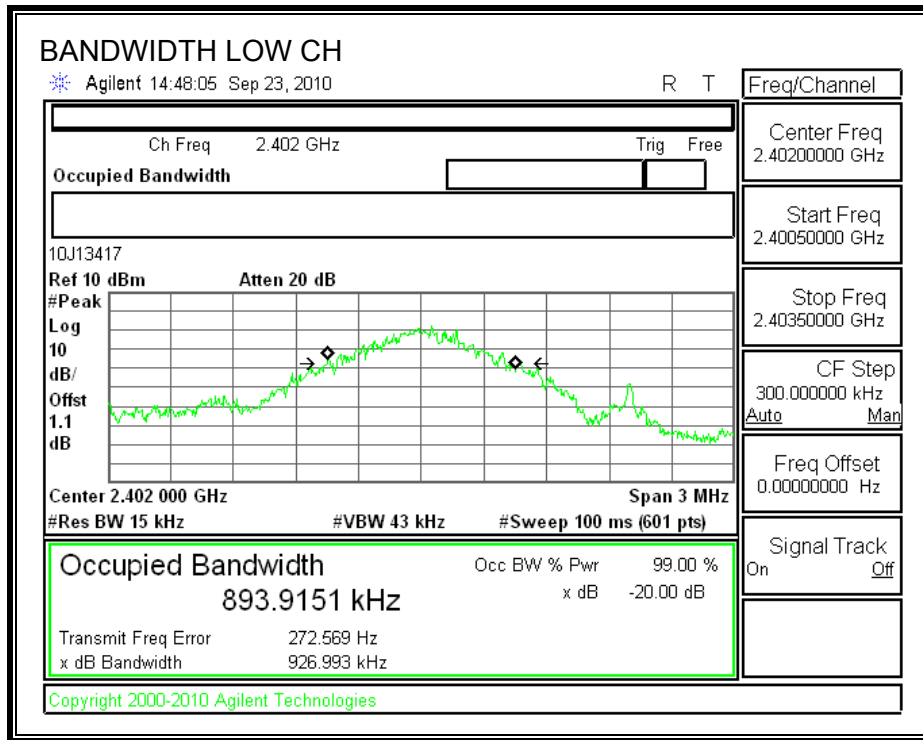 BANDWIDTH LOW CH
Agilent 14:48:05 Sep 23, 2010 R T
Ch Freq 2.402 GHz Trig Free
Occupied Bandwidth
10J13417
Ref 10 dBm Atten 20 dB
#Peak
Log
10
dB/
Offst
1.1
dB
Center 2.402 000 GHz Span 3 MHz
#Res BW 15 kHz #VBW 43 kHz #Sweep 100 ms (601 pts)
Occupied Bandwidth Occ BW % Pwr 99.00 %
893.9151 kHz x dB -20.00 dB
Transmit Freq Error 272.569 Hz
x dB Bandwidth 926.993 kHz
Copyright 2000-2010 Agilent Technologies
Freq/Channel
Center Freq
2.40200000 GHz
Start Freq
2.40050000 GHz
Stop Freq
2.40350000 GHz
CF Step
300.000000 kHz
Auto Man
Freq Offset
0.00000000 Hz
Signal Track
On Off